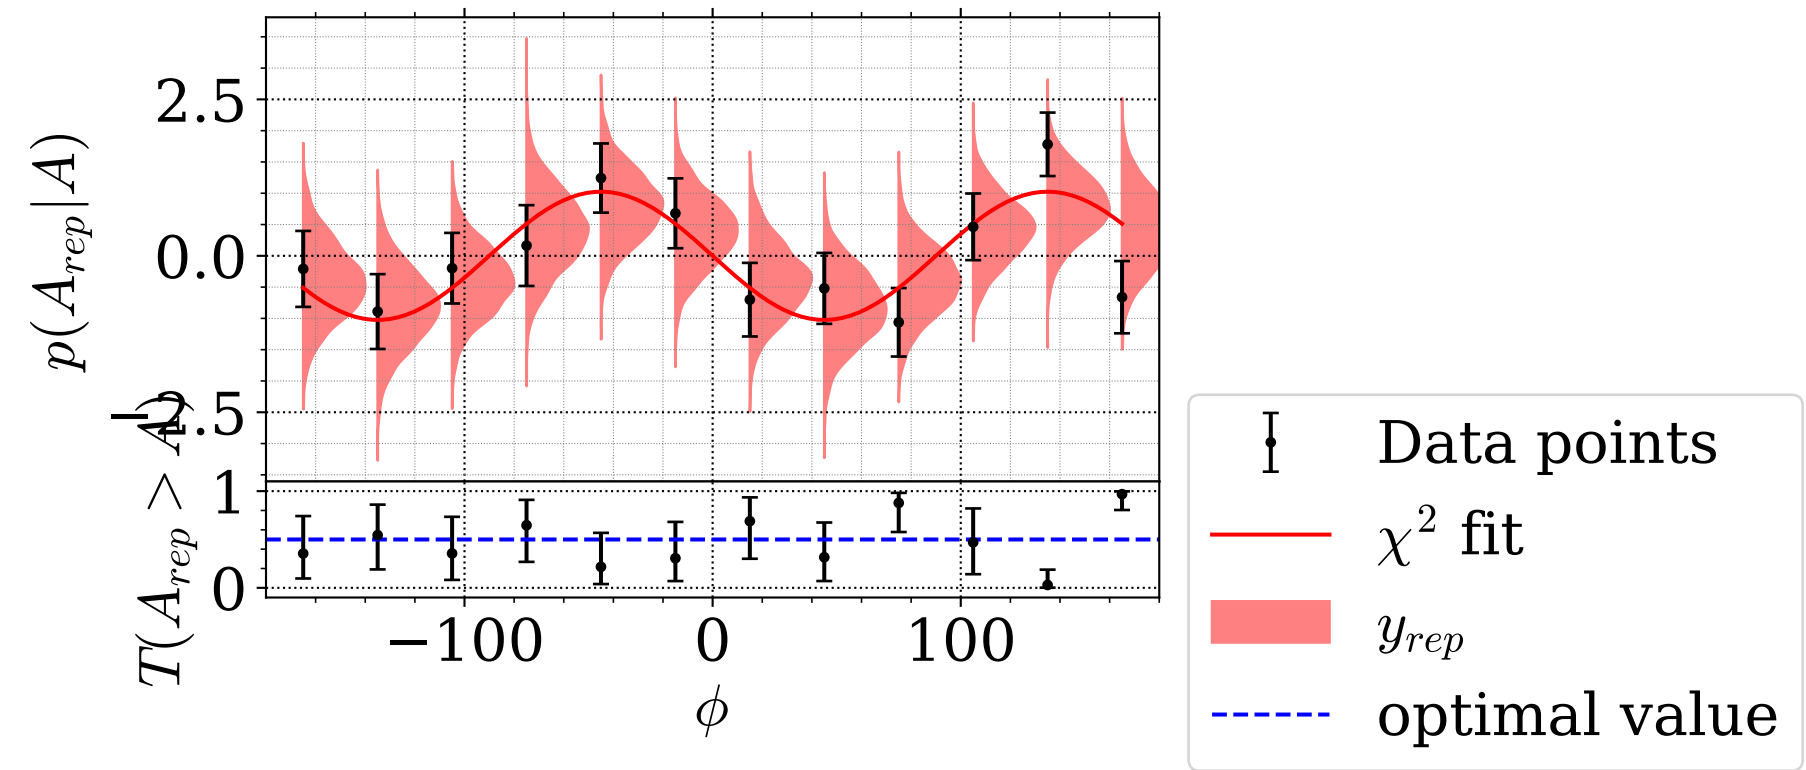 p(A_rep|A)
2.5
0.0
−2.5
T(A_rep > A)
1
0
−100 0 100
ϕ
Data points
χ² fit
y_rep
optimal value